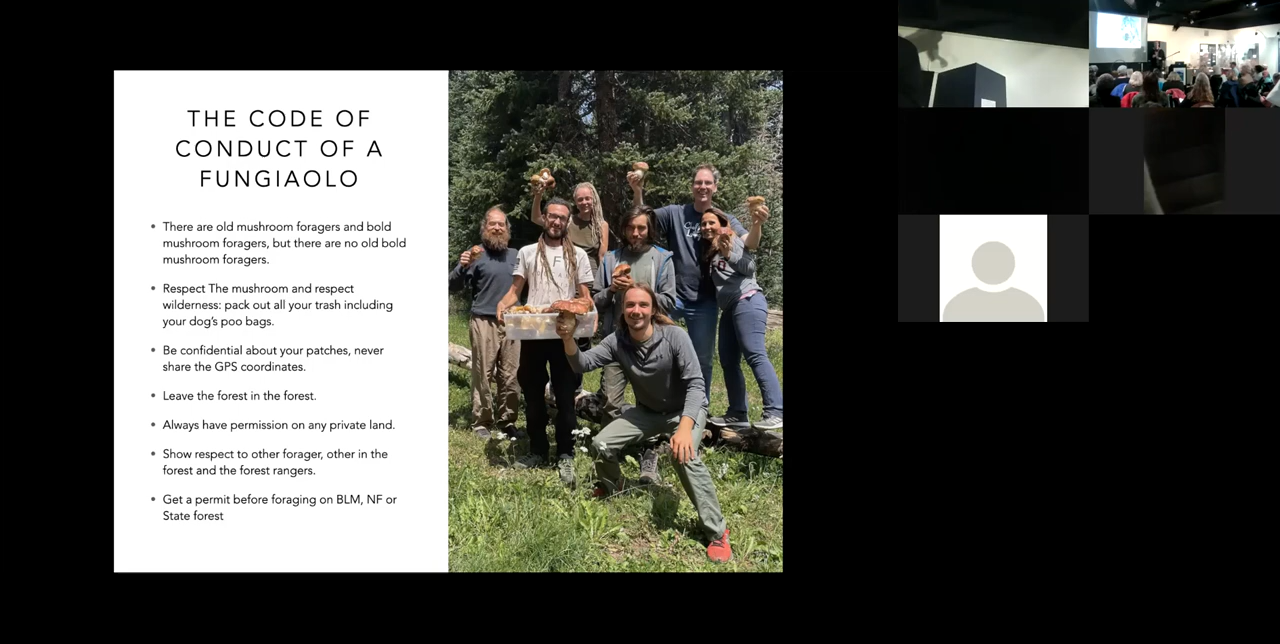 THE CODE OF
CONDUCT OF A
FUNGIAOLO
• There are old mushroom foragers and bold
mushroom foragers, but there are no old bold
mushroom foragers.
• Respect The mushroom and respect
wilderness: pack out all your trash including
your dog's poo bags.
• Be confidential about your patches, never
share the GPS coordinates.
• Leave the forest in the forest.
• Always have permission on any private land.
• Show respect to other forager, other in the
forest and the forest rangers.
• Get a permit before foraging on BLM, NF or
State forest